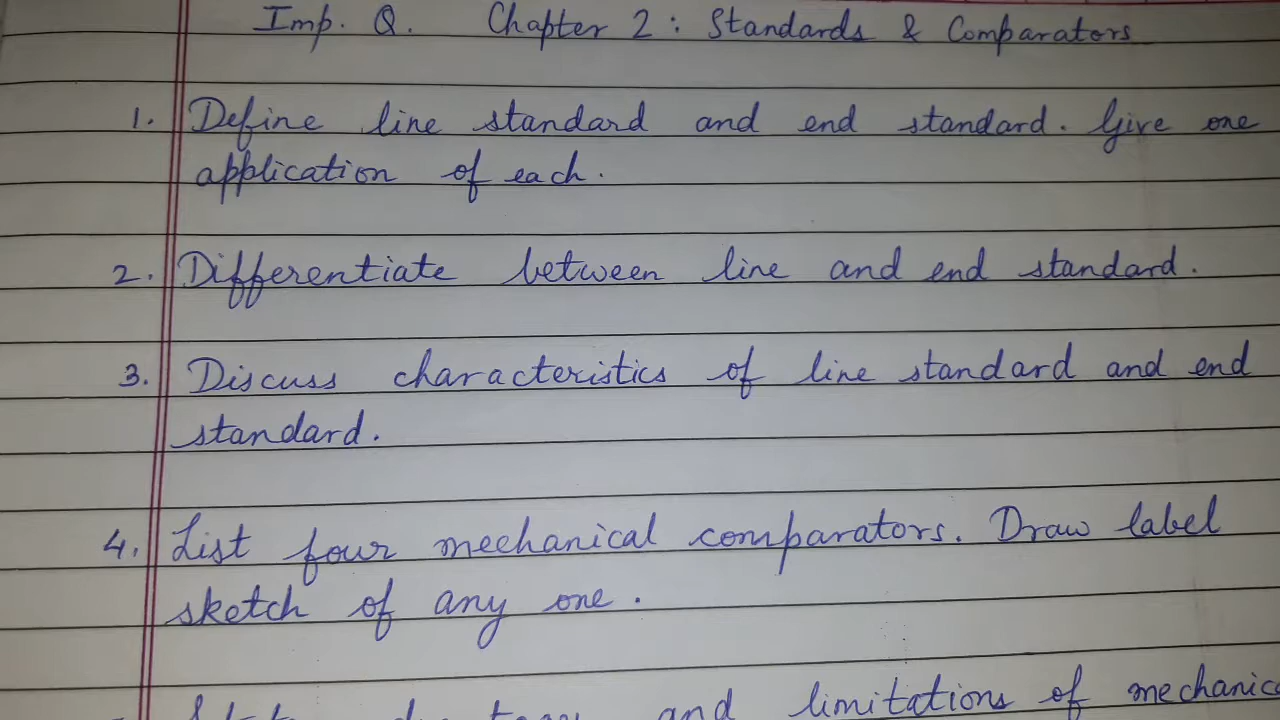 Imp. Q. Chapter 2 : Standards & Comparators
1. Define line standard and end standard. Give one
application of each.
2. Differentiate between line and end standard.
3. Discuss characteristics of line standard and end
standard.
4. List four mechanical comparators. Draw label
sketch of any one.
and limitations of